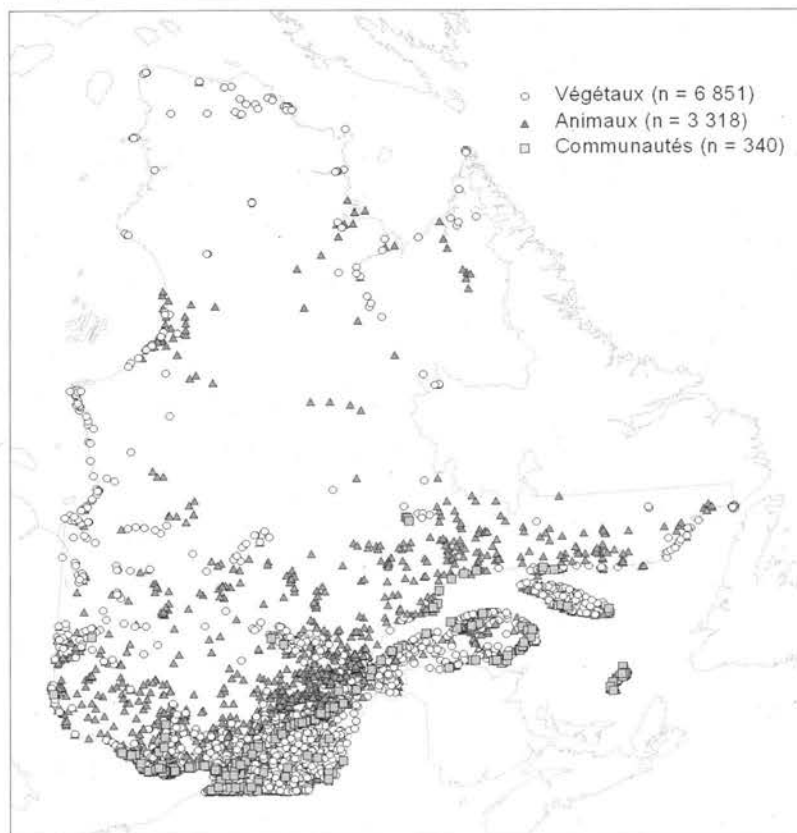 Végétaux (n = 6 851)
Animaux (n = 3 318)
Communautés (n = 340)